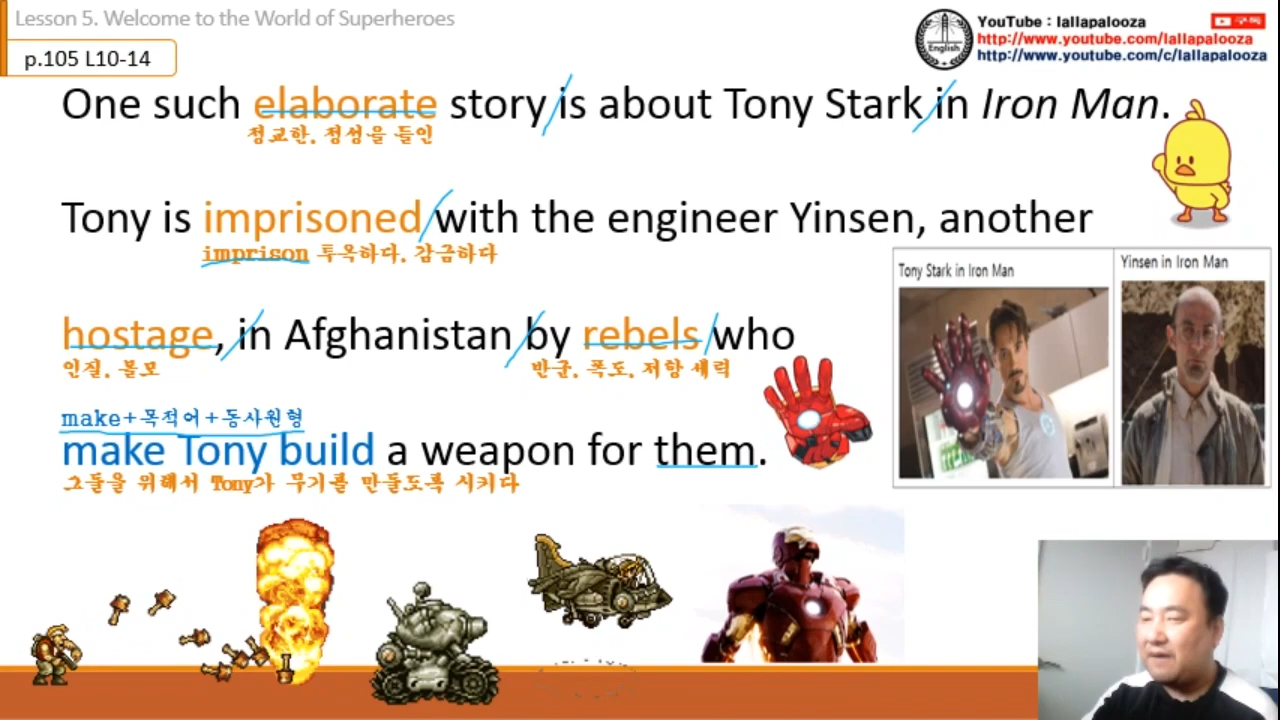 Lesson 5. Welcome to the World of Superheroes
YouTube : lallapalooza
구독
http://www.youtube.com/lallapalooza
http://www.youtube.com/c/lallapalooza
English
p.105 L10-14
One such elaborate story is about Tony Stark in Iron Man.
정교한, 정성을 들인
Tony is imprisoned with the engineer Yinsen, another
imprison 투옥하다, 감금하다
Tony Stark in Iron Man
Yinsen in Iron Man
hostage, in Afghanistan by rebels who
인질, 볼모
반군, 폭도, 저항 세력
make+목적어+동사원형
make Tony build a weapon for them.
그들을 위해서 Tony가 무기를 만들도록 시키다